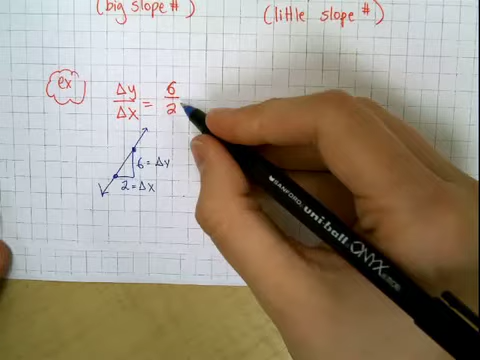 (big slope #)
(little slope #)
ex
Δy
Δx
=
6
2
6 = Δy
2 = Δx
SANFORD uni-ball ONYX